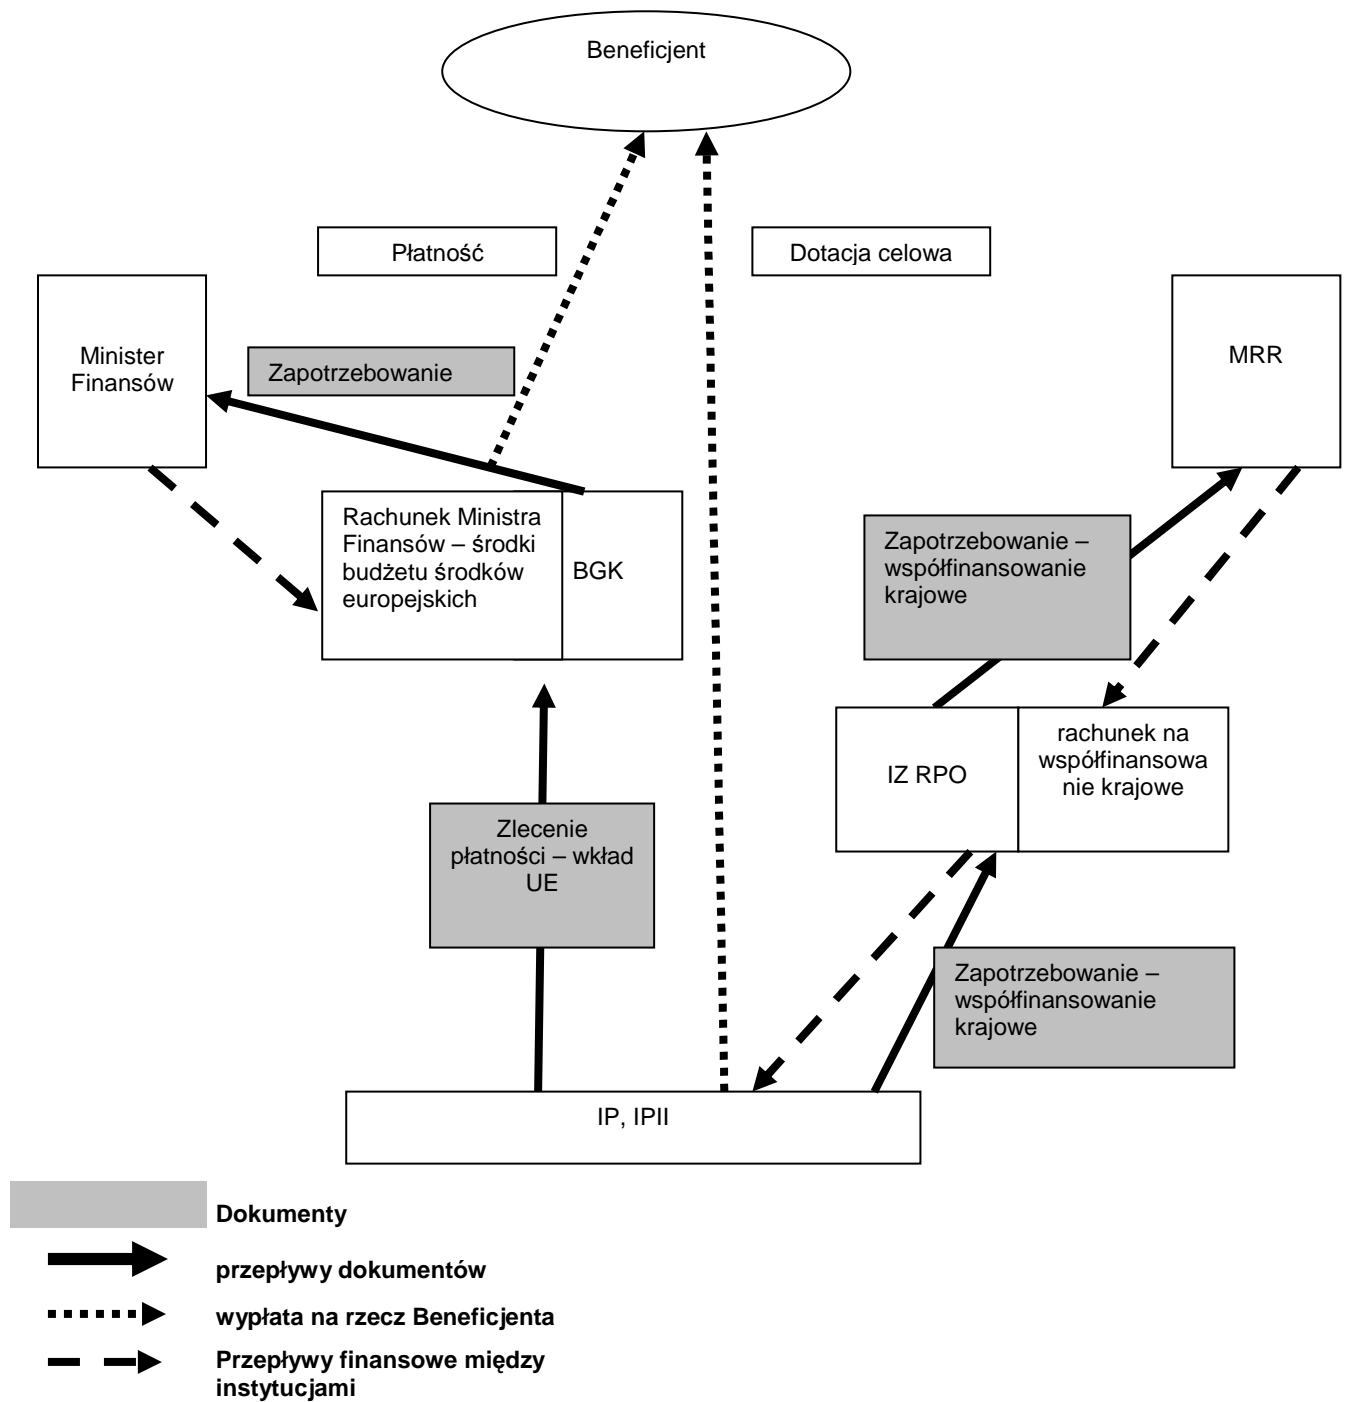 Beneficjent
Płatność
Dotacja celowa
Minister
Finansów
Zapotrzebowanie
MRR
Rachunek Ministra
Finansów – środki
budżetu środków
europejskich
BGK
Zapotrzebowanie –
współfinansowanie
krajowe
IZ RPO
rachunek na
współfinansowa
nie krajowe
Zlecenie
płatności – wkład
UE
Zapotrzebowanie –
współfinansowanie
krajowe
IP, IPII
Dokumenty
przepływy dokumentów
wypłata na rzecz Beneficjenta
Przepływy finansowe między
instytucjami